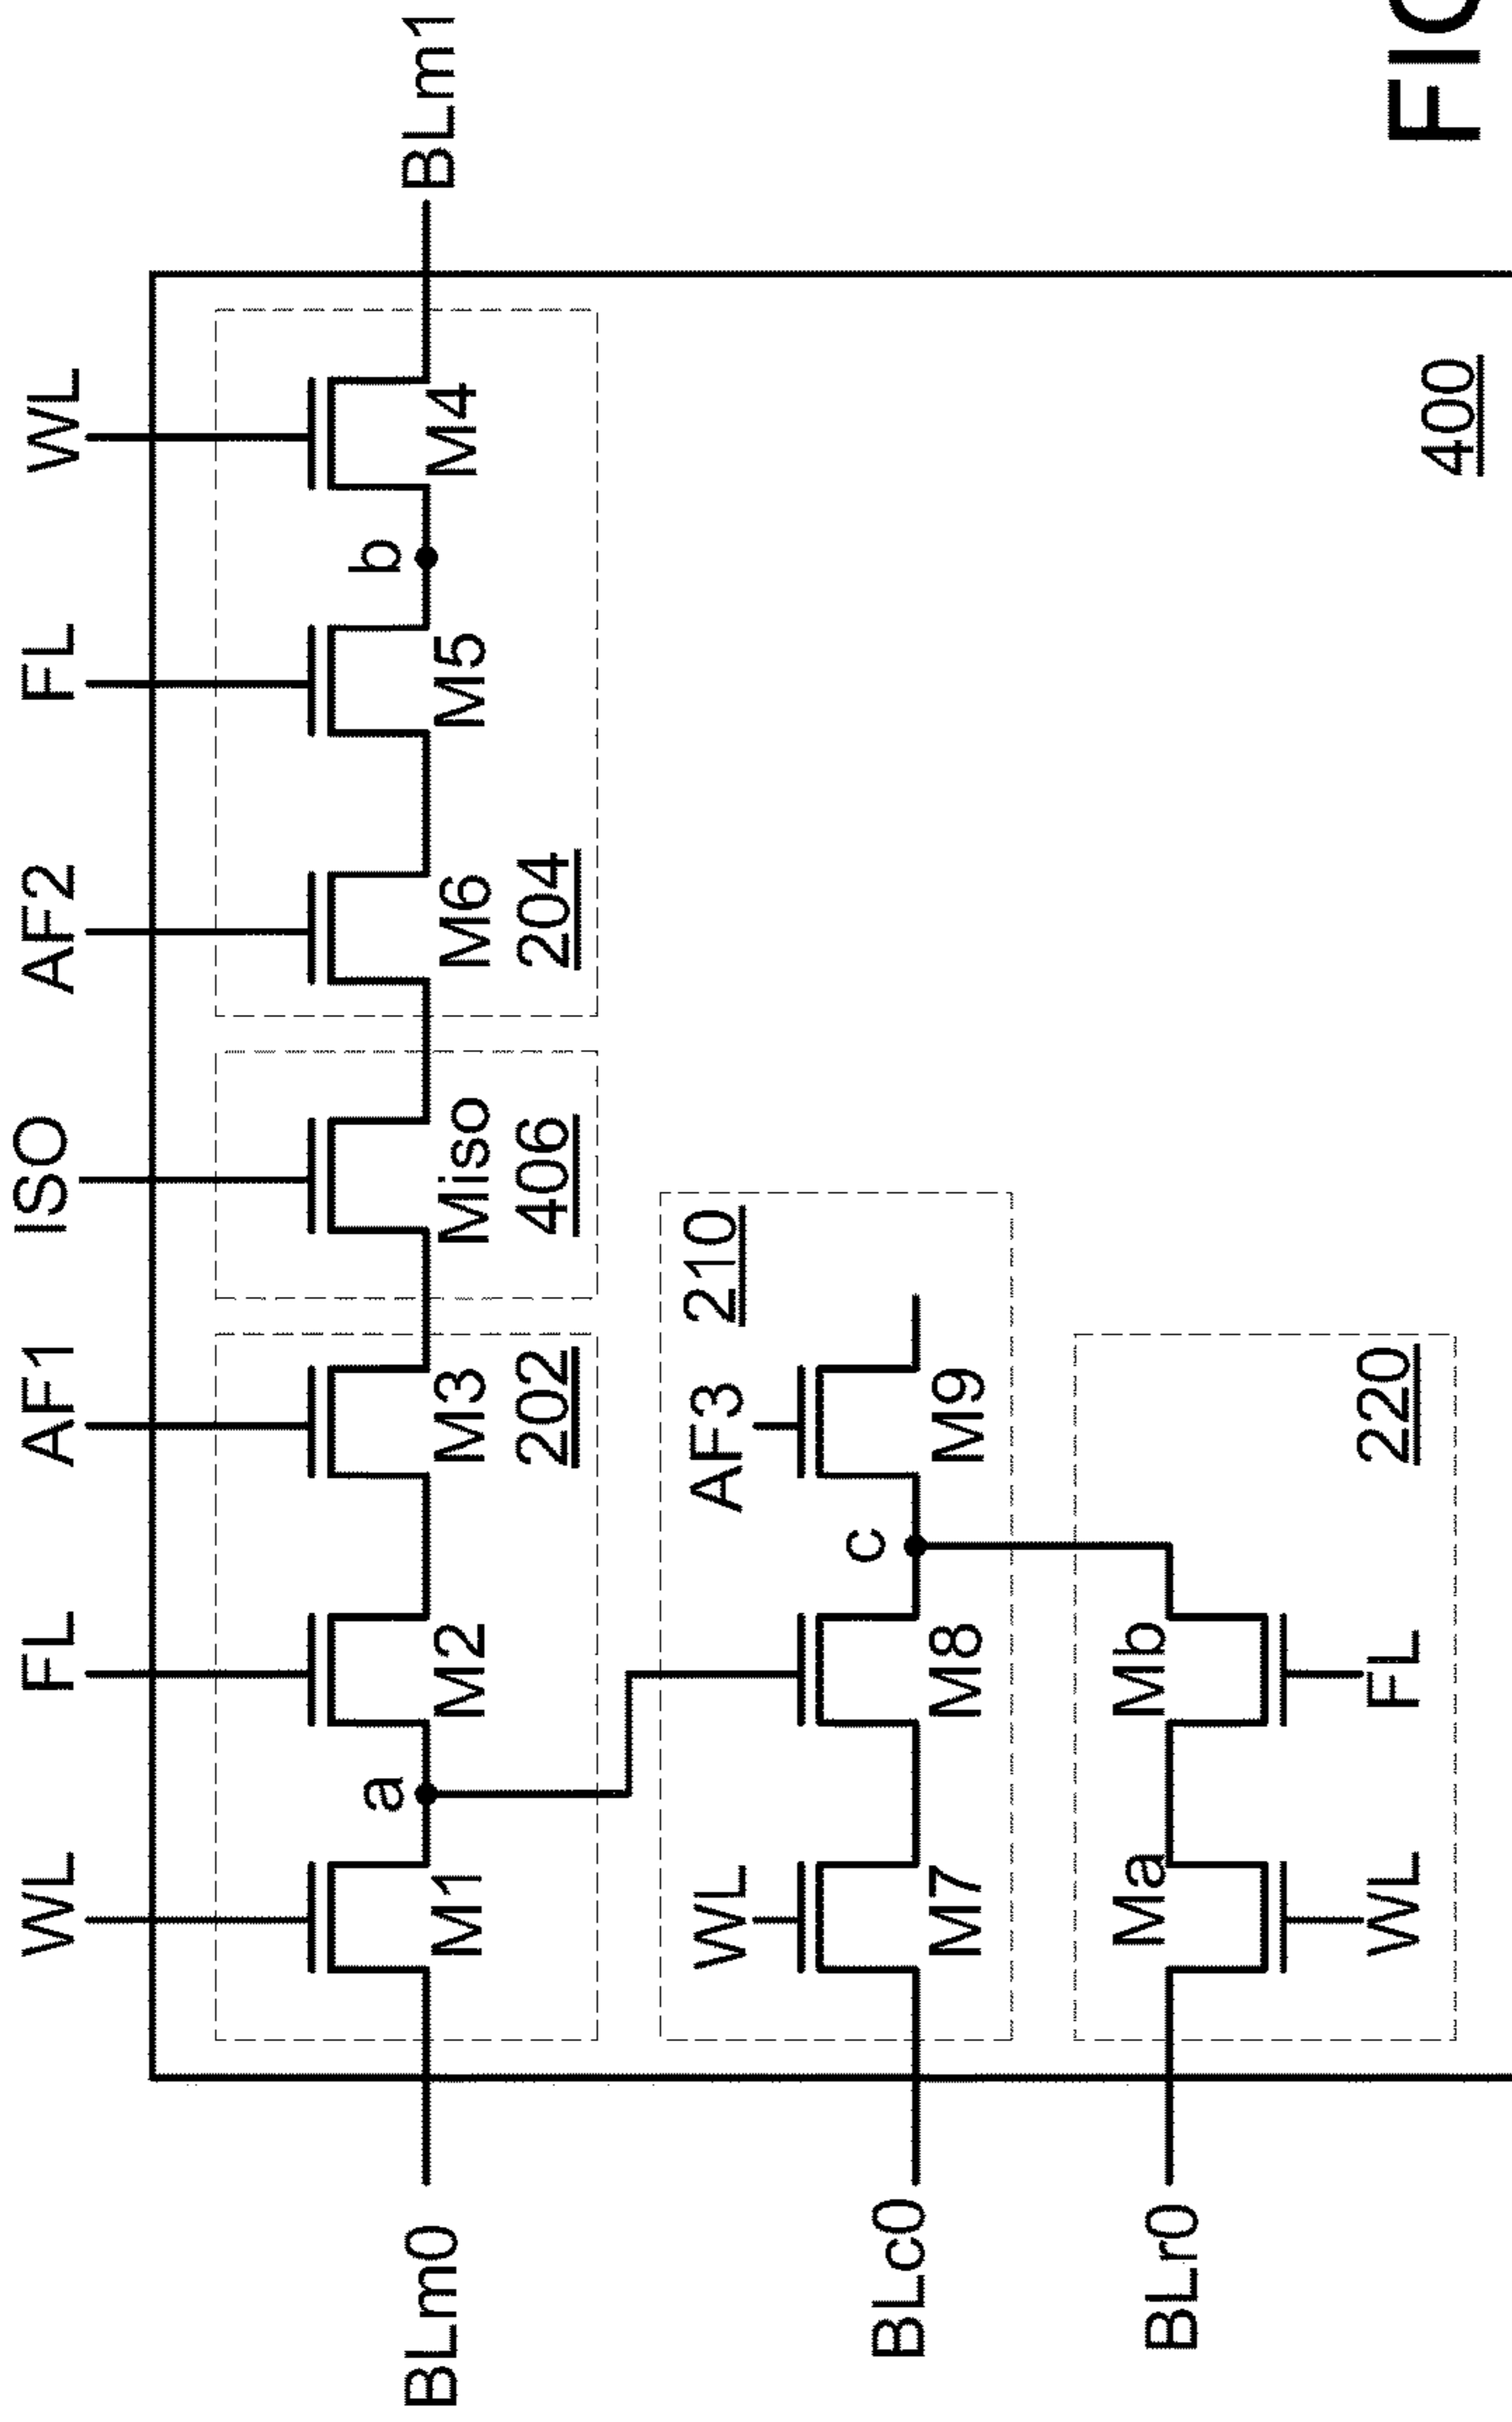 WL FL AF1 ISO AF2 FL WL
a b
BLm0 BLm1
M1 M2 M3 Miso M6 M5 M4
202 406 204
WL AF3 210
c
BLc0
M7 M8 M9
Ma Mb
BLr0
220
WL FL
400